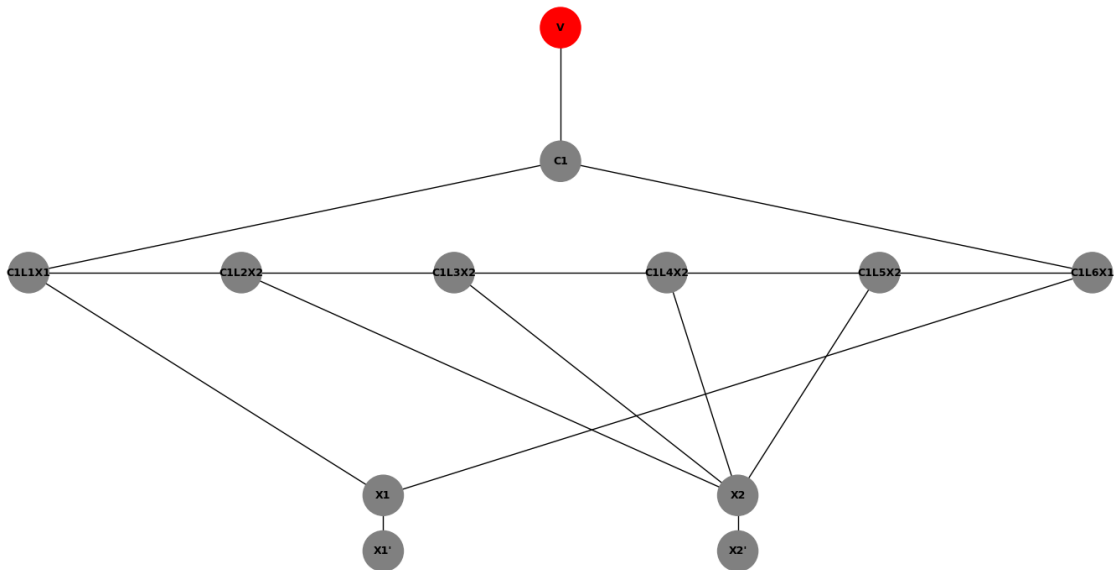 V
C1
C1L1X1 C1L2X2 C1L3X2 C1L4X2 C1L5X2 C1L6X1
X1 X2
X1' X2'